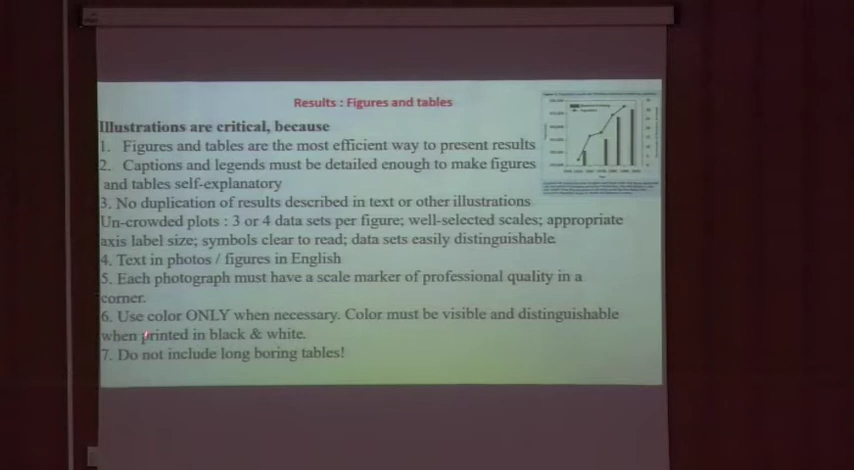 Results : Figures and tables
Illustrations are critical, because
1. Figures and tables are the most efficient way to present results
2. Captions and legends must be detailed enough to make figures
and tables self-explanatory
3. No duplication of results described in text or other illustrations
Un-crowded plots : 3 or 4 data sets per figure; well-selected scales; appropriate
axis label size; symbols clear to read; data sets easily distinguishable
4. Text in photos / figures in English
5. Each photograph must have a scale marker of professional quality in a
corner.
6. Use color ONLY when necessary. Color must be visible and distinguishable
when printed in black & white.
7. Do not include long boring tables!